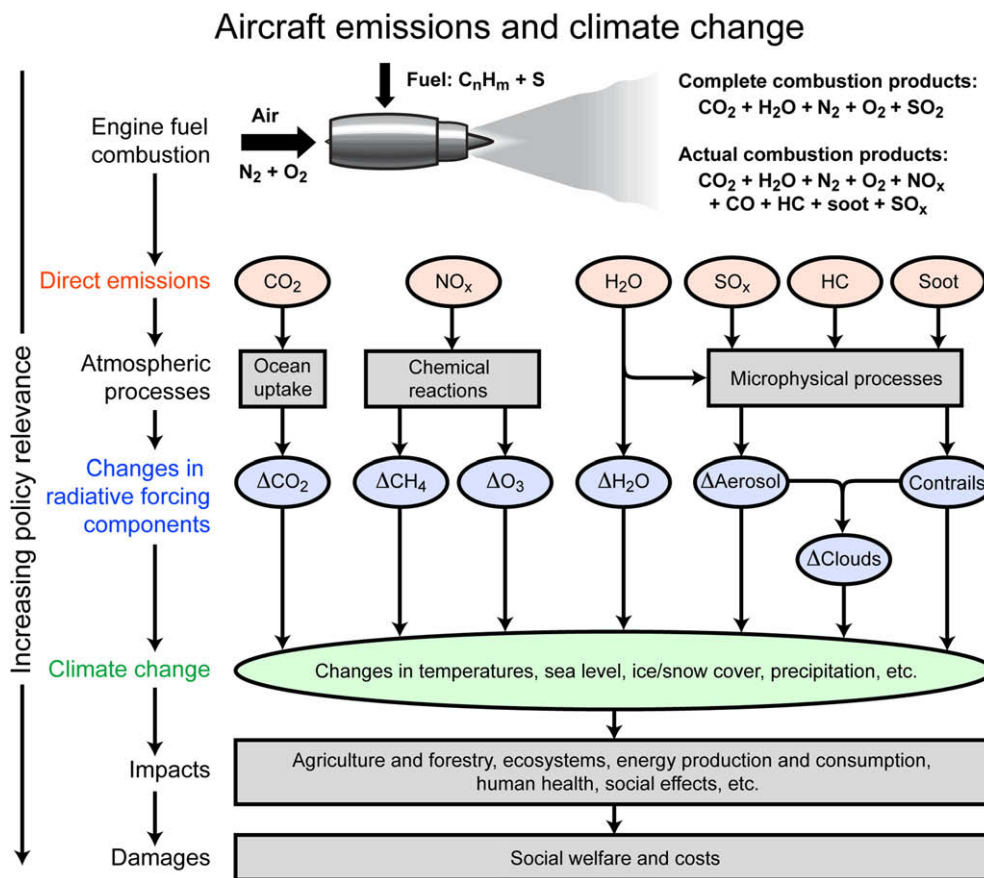 Aircraft emissions and climate change
Increasing policy relevance
Engine fuel
combustion
Air
N₂ + O₂
Fuel: CₙHₘ + S
Complete combustion products:
CO₂ + H₂O + N₂ + O₂ + SO₂
Actual combustion products:
CO₂ + H₂O + N₂ + O₂ + NOₓ
+ CO + HC + soot + SOₓ
Direct emissions
CO₂
NOₓ
H₂O
SOₓ
HC
Soot
Atmospheric
processes
Ocean
uptake
Chemical
reactions
Microphysical processes
Changes in
radiative forcing
components
ΔCO₂
ΔCH₄
ΔO₃
ΔH₂O
ΔAerosol
Contrails
ΔClouds
Climate change
Changes in temperatures, sea level, ice/snow cover, precipitation, etc.
Impacts
Agriculture and forestry, ecosystems, energy production and consumption,
human health, social effects, etc.
Damages
Social welfare and costs